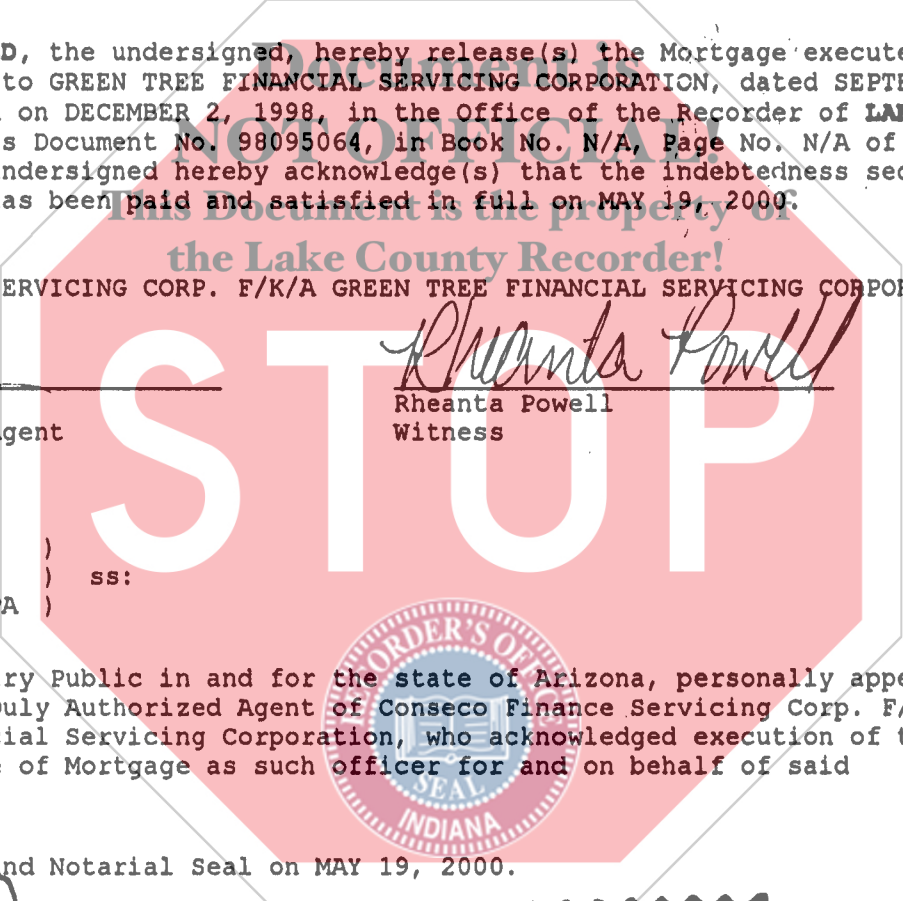 D, the undersigned, hereby release(s) the Mortgage execute
Document is
to GREEN TREE FINANCIAL SERVICING CORPORATION, dated SEPTE
on DECEMBER 2, 1998, in the Office of the Recorder of LA
NOT OFFICIAL!
s Document No. 98095064, in Book No. N/A, Page No. N/A of
ndersigned hereby acknowledge(s) that the indebtedness sec
as been paid and satisfied in full on MAY 19, 2000.
This Document is the property of
the Lake County Recorder!
ERVICING CORP. F/K/A GREEN TREE FINANCIAL SERVICING CORPOR
STOP
Rheanta Powell
Rheanta Powell
gent Witness
)
) ss:
PA )
RECORDER'S OFFICE
ry Public in and for the state of Arizona, personally appe
uly Authorized Agent of Conseco Finance Servicing Corp. F/
cial Servicing Corporation, who acknowledged execution of t
e of Mortgage as such officer for and on behalf of said
SEAL
INDIANA
nd Notarial Seal on MAY 19, 2000.